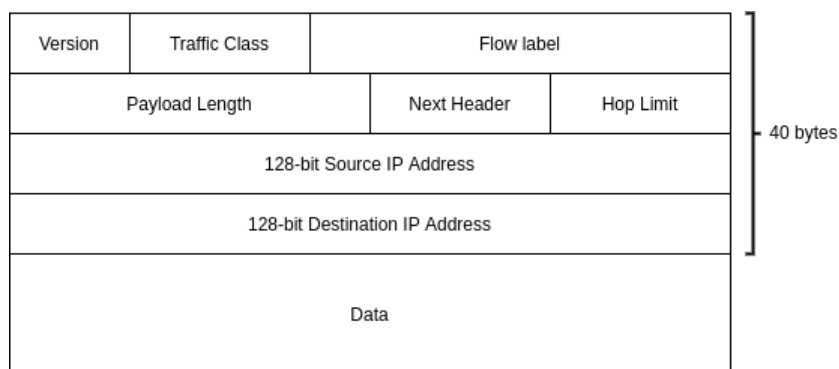 Version Traffic Class Flow label
Payload Length Next Header Hop Limit
40 bytes
128-bit Source IP Address
128-bit Destination IP Address
Data